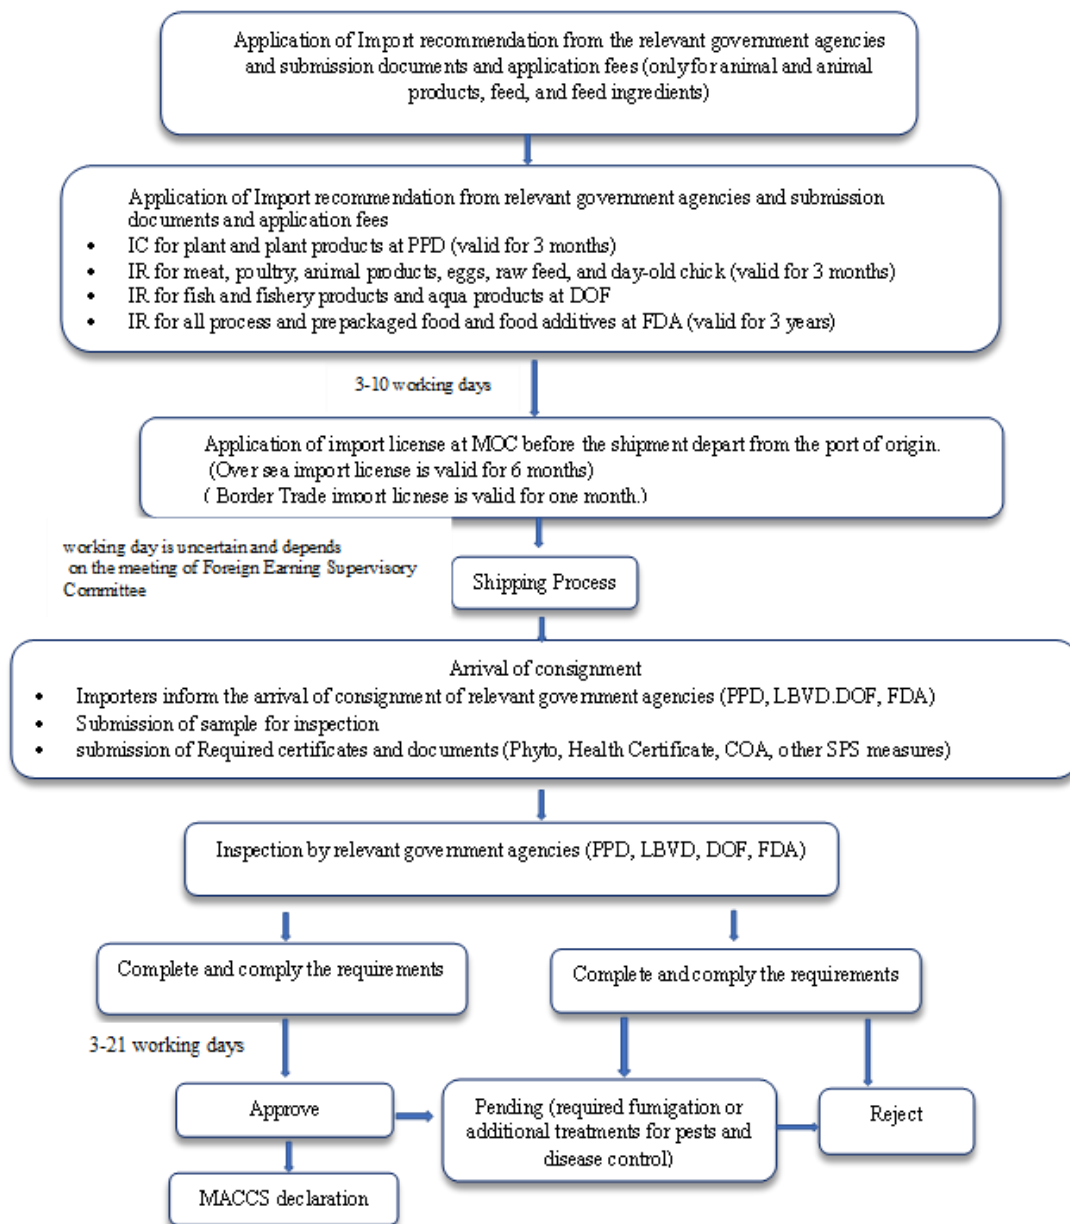 Application of Import recommendation from the relevant government agencies
and submission documents and application fees (only for animal and animal
products, feed, and feed ingredients)
Application of Import recommendation from relevant government agencies and submission
documents and application fees
• IC for plant and plant products at PPD (valid for 3 months)
• IR for meat, poultry, animal products, eggs, raw feed, and day-old chick (valid for 3 months)
• IR for fish and fishery products and aqua products at DOF
• IR for all process and prepackaged food and food additives at FDA (valid for 3 years)
3-10 working days
Application of import license at MOC before the shipment depart from the port of origin.
(Over sea import license is valid for 6 months)
( Border Trade import licnese is valid for one month.)
working day is uncertain and depends
on the meeting of Foreign Earning Supervisory
Committee
Shipping Process
Arrival of consignment
• Importers inform the arrival of consignment of relevant government agencies (PPD, LBVD.DOF, FDA)
• Submission of sample for inspection
• submission of Required certificates and documents (Phyto, Health Certificate, COA, other SPS measures)
Inspection by relevant government agencies (PPD, LBVD, DOF, FDA)
Complete and comply the requirements
Complete and comply the requirements
3-21 working days
Approve
Pending (required fumigation or
additional treatments for pests and
disease control)
Reject
MACCS declaration